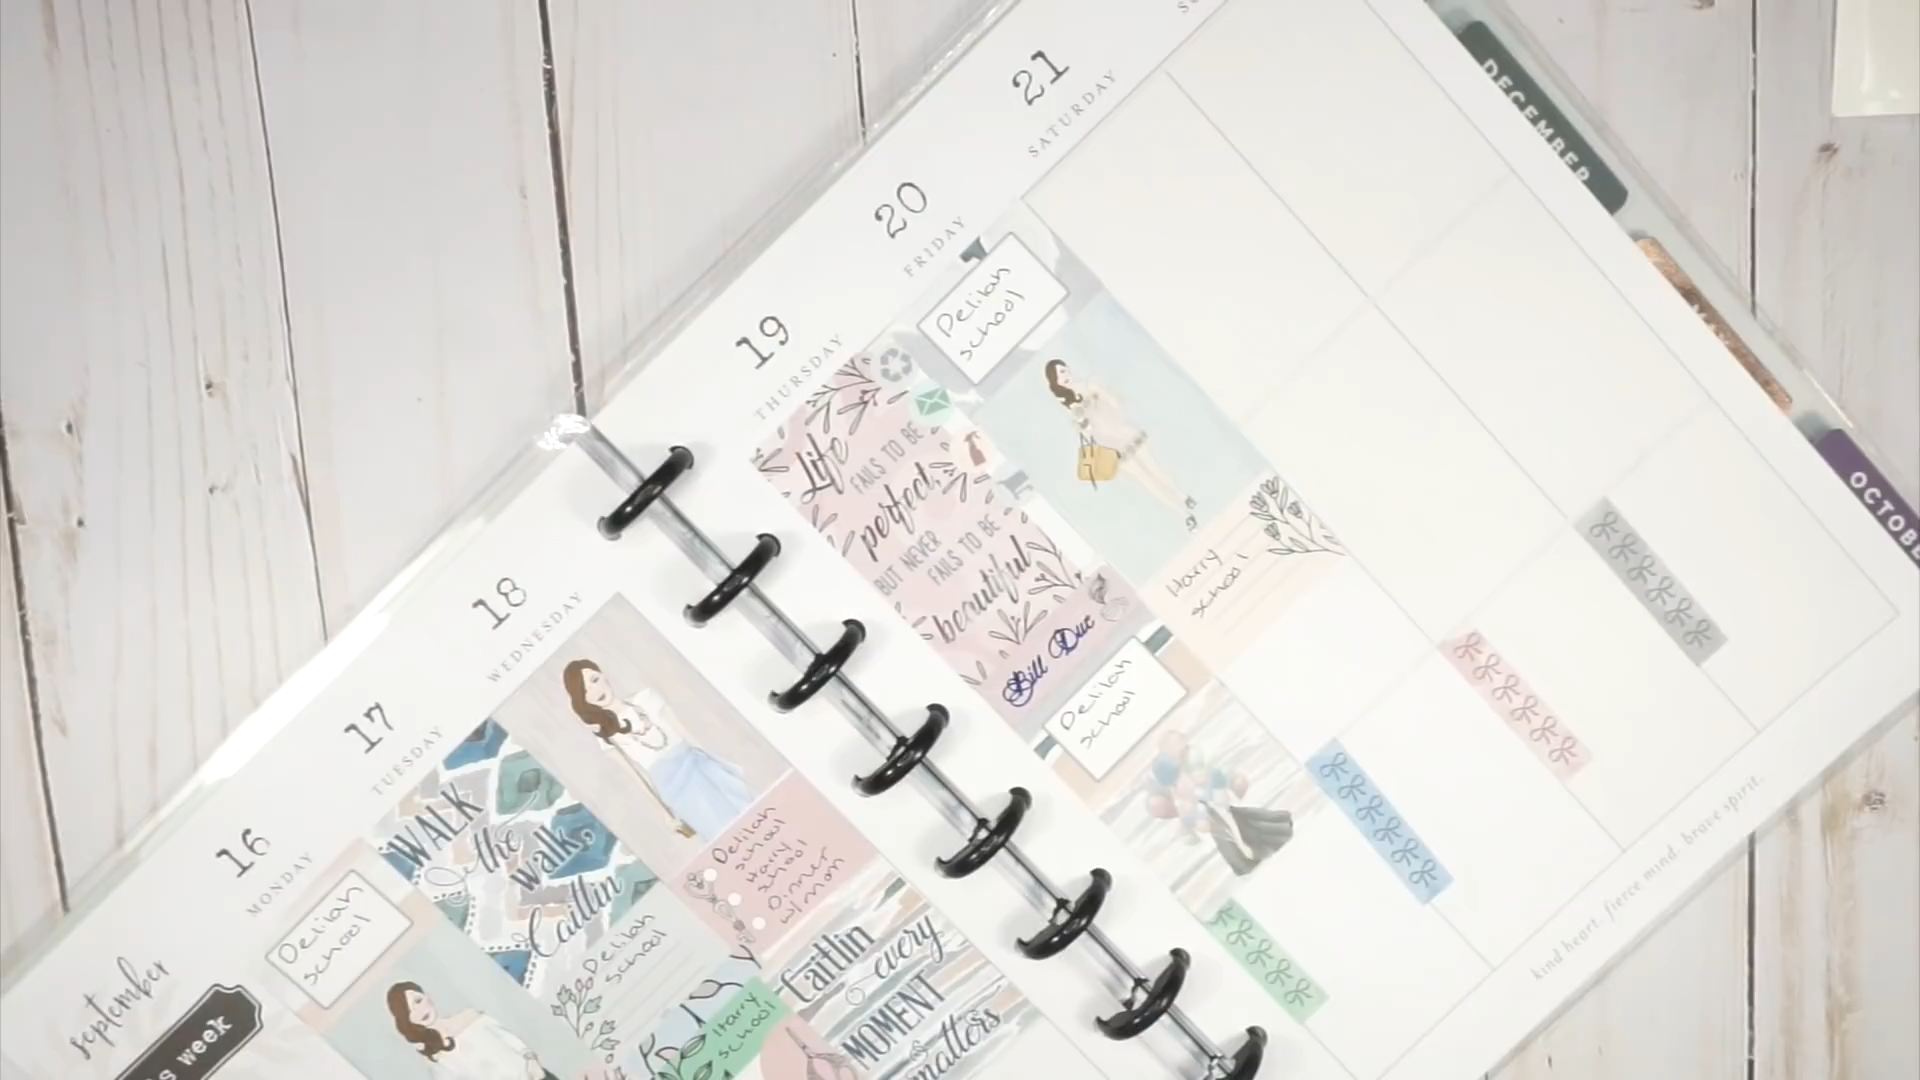 september
s week
16
MONDAY
Delilah
school
17
TUESDAY
WALK
the
walk,
Caitlin
Delilah
school
Harry
school
18
WEDNESDAY
Delilah
school
Harry
school
Dinner
w/ mom
Caitlin
every
MOMENT
matters
19
THURSDAY
Life
FAILS TO BE
perfect,
BUT NEVER
FAILS TO BE
beautiful
Bill Due
Delilah
school
20
FRIDAY
Delilah
school
Harry
school
21
SATURDAY
DECEMBER
OCTOBE
kind heart. fierce mind. brave spirit.